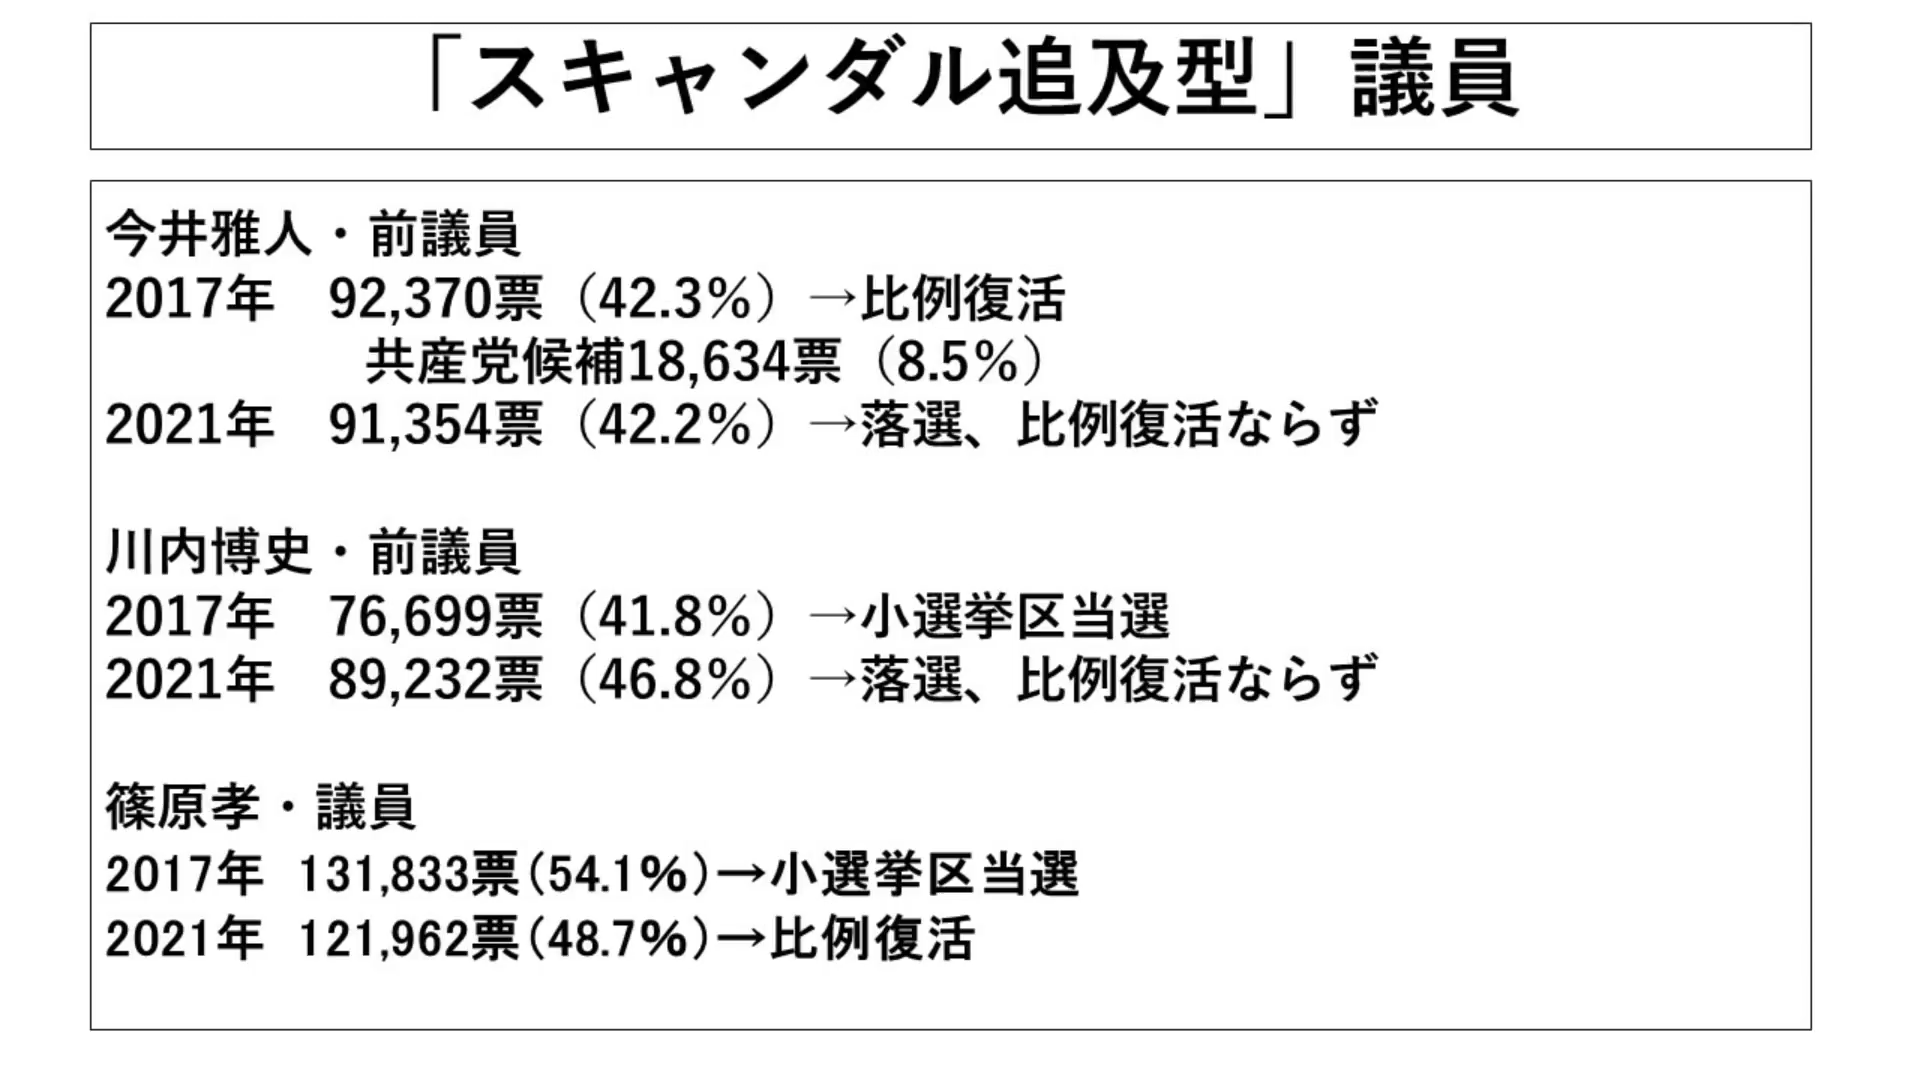 「スキャンダル追及型」議員
今井雅人・前議員
2017年　92,370票（42.3%）→比例復活
共産党候補18,634票（8.5%）
2021年　91,354票（42.2%）→落選、比例復活ならず
川内博史・前議員
2017年　76,699票（41.8%）→小選挙区当選
2021年　89,232票（46.8%）→落選、比例復活ならず
篠原孝・議員
2017年　131,833票(54.1%)→小選挙区当選
2021年　121,962票(48.7%)→比例復活